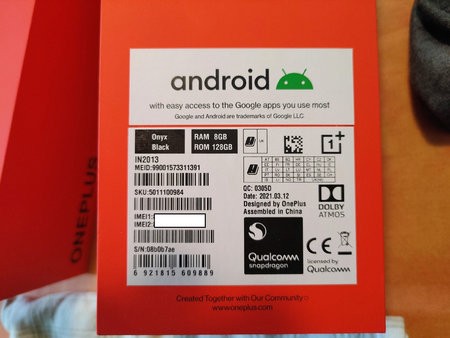 android
with easy access to the Google apps you use most
Google and Android are trademarks of Google LLC
Onyx
Black
RAM 8GB
ROM 128GB
1+
IN2013
MEID:99001573311391
SKU:5011100984
IMEI1:
IMEI2:
S/N:08b0b7ae
6 921815 609889
QC: 0305D
Date: 2021.03.12
Designed by OnePlus
Assembled in China
DOLBY
ATMOS
Qualcomm
snapdragon
CE
licensed by
Qualcomm
Created Together with Our Community
www.oneplus.com
ONEPLUS